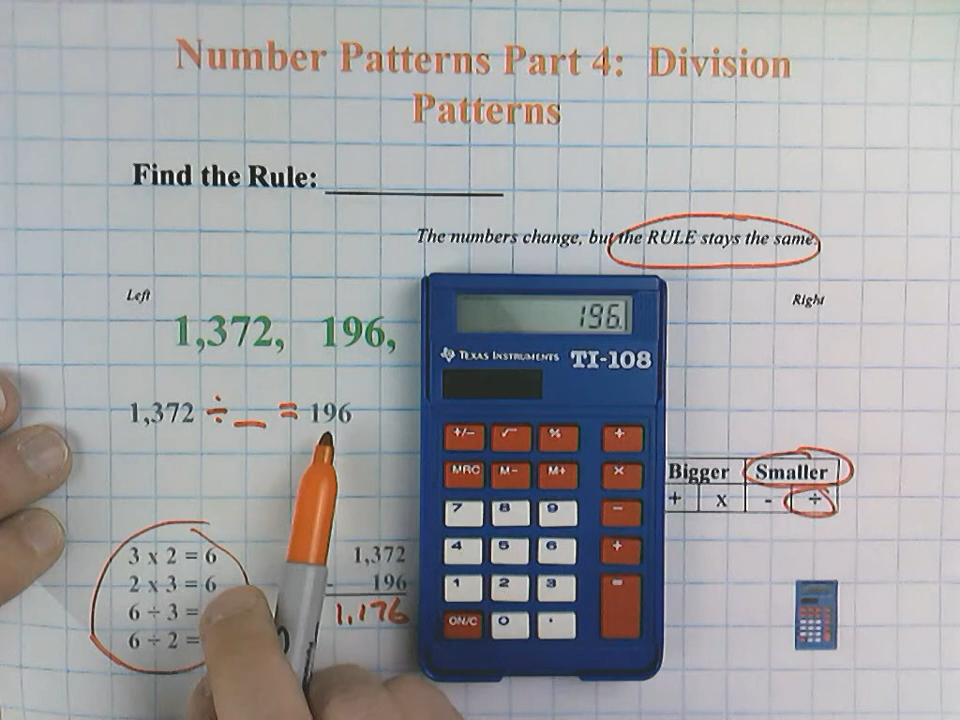 Number Patterns Part 4: Division
Patterns
Find the Rule: ____________
The numbers change, but the RULE stays the same.
Left
Right
1,372, 196,
196.
TEXAS INSTRUMENTS TI-108
1,372 ÷ _ = 196
+/- √ % ÷
MRC M- M+ ×
7 8 9 -
4 5 6 +
1 2 3 =
ON/C 0 .
Bigger Smaller
+ x - ÷
3 x 2 = 6
2 x 3 = 6
6 ÷ 3 =
6 ÷ 2 =
1,372
- 196
1,176